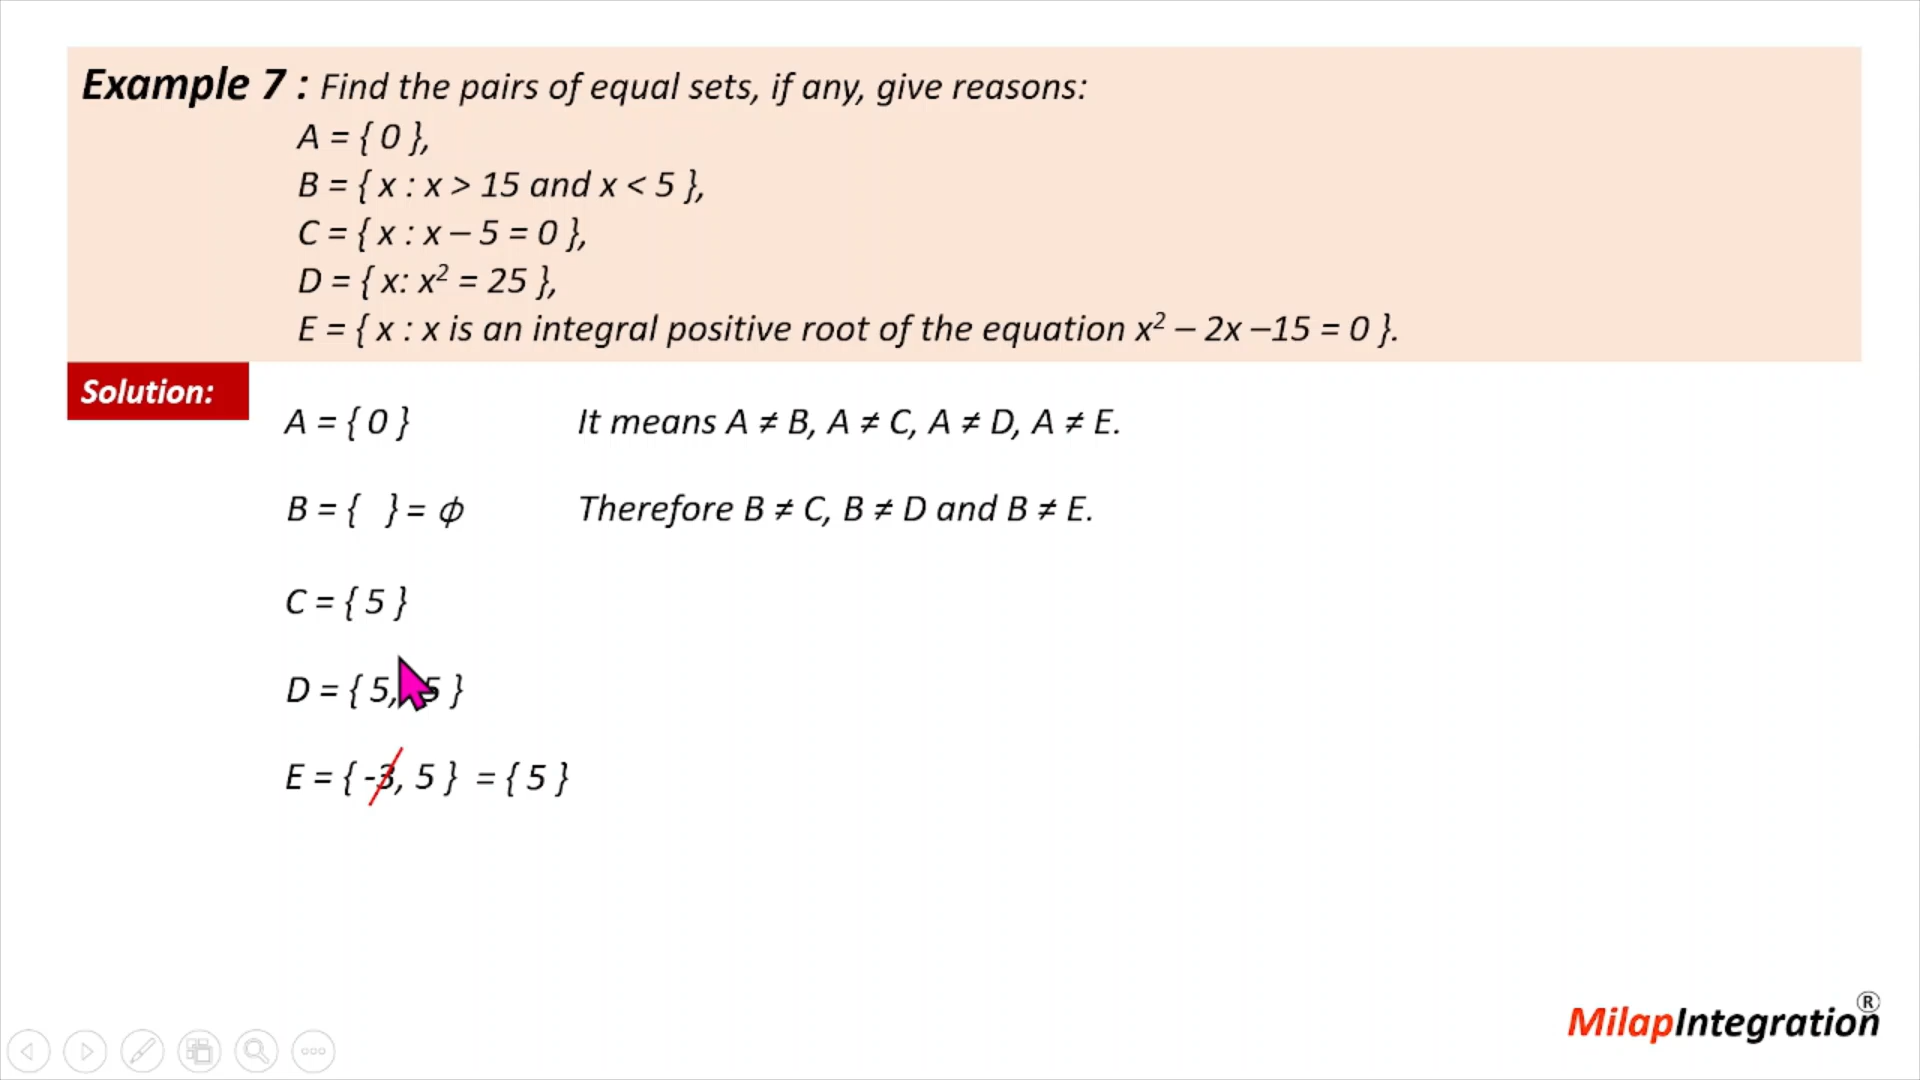 Example 7 : Find the pairs of equal sets, if any, give reasons:
A = { 0 },
B = { x : x > 15 and x < 5 },
C = { x : x – 5 = 0 },
D = { x: x² = 25 },
E = { x : x is an integral positive root of the equation x² – 2x –15 = 0 }.
Solution:
A = { 0 } It means A ≠ B, A ≠ C, A ≠ D, A ≠ E.
B = { } = ϕ Therefore B ≠ C, B ≠ D and B ≠ E.
C = { 5 }
D = { 5, 5 }
E = { -3, 5 } = { 5 }
MilapIntegration®